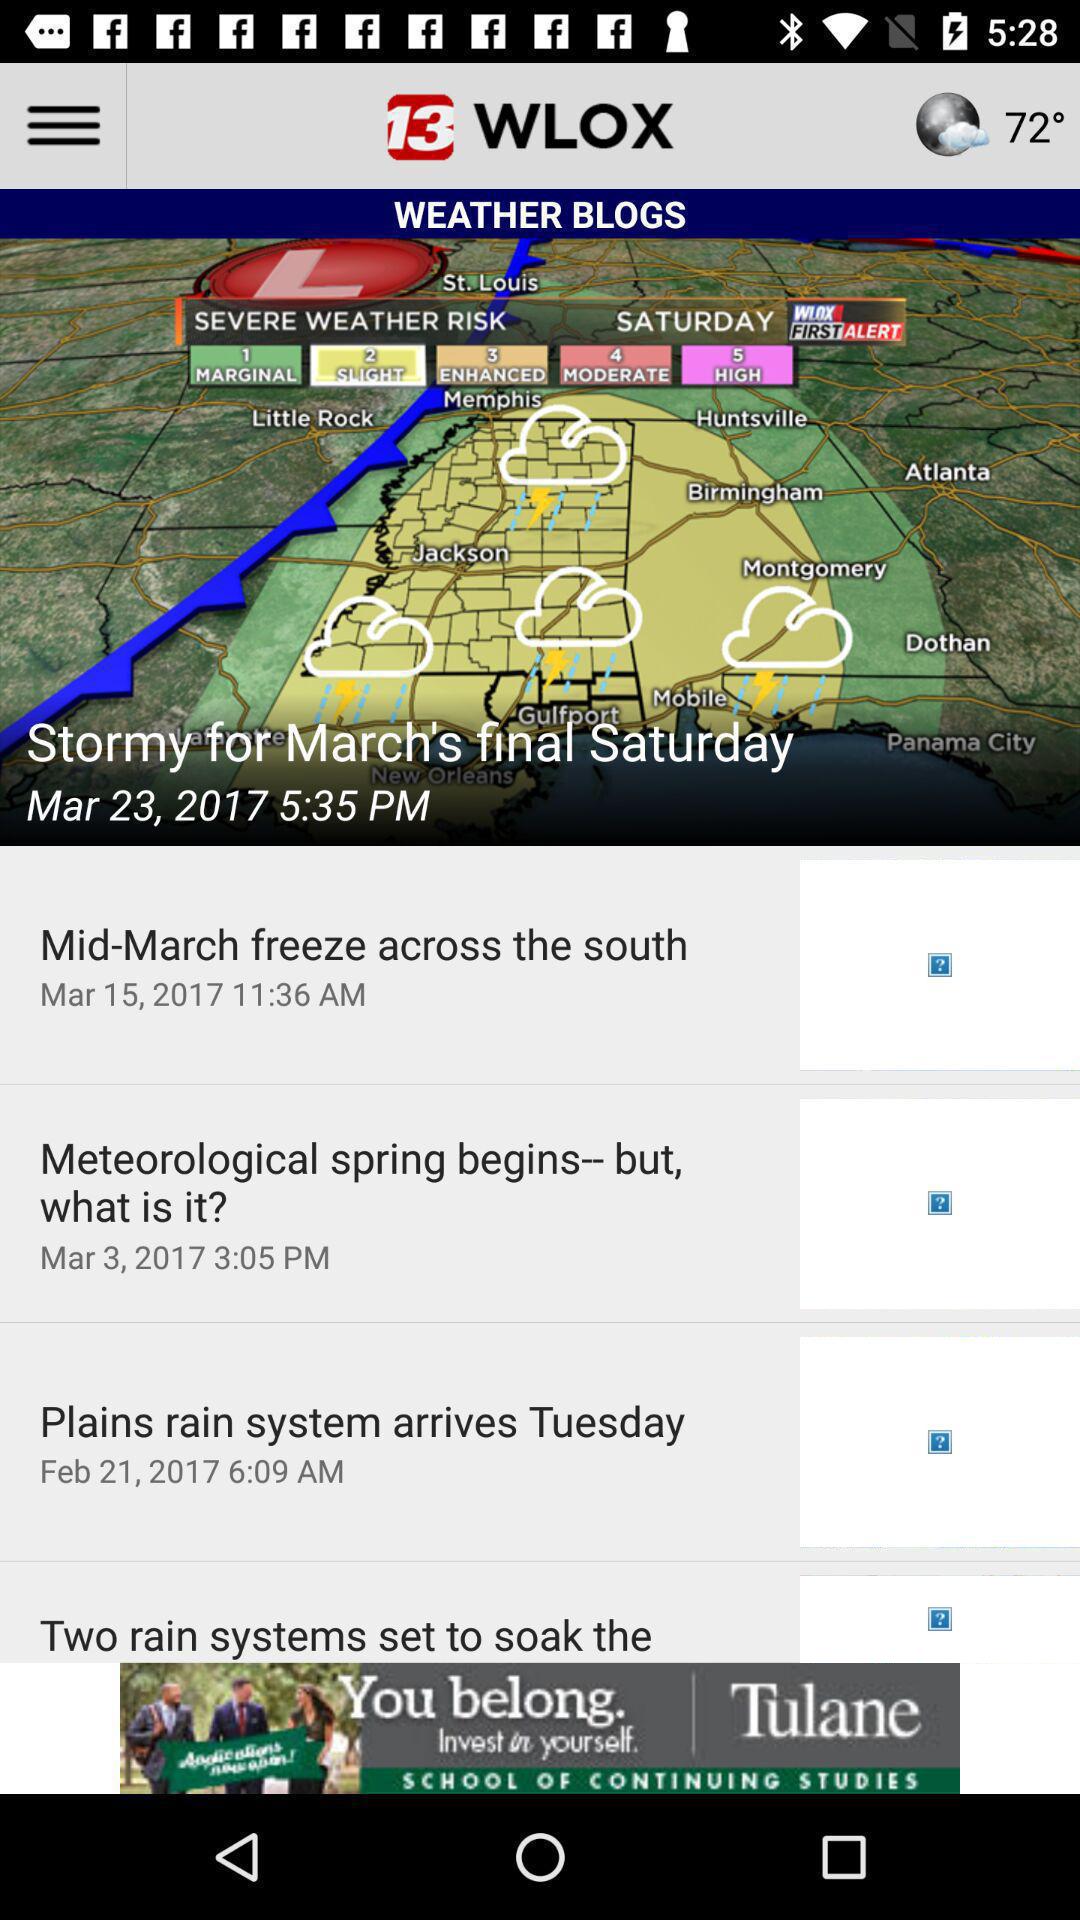 5:28
13 WLOX
72°
WEATHER BLOGS
St. Louis
SEVERE WEATHER RISK SATURDAY WLOX FIRST ALERT
1 MARGINAL 2 SLIGHT 3 ENHANCED 4 MODERATE 5 HIGH
L
Memphis
Little Rock
Huntsville
Atlanta
Birmingham
Jackson
Montgomery
Dothan
Mobile
Gulfport
Lafayette
Panama City
New Orleans
Stormy for March's final Saturday
Mar 23, 2017 5:35 PM
Mid-March freeze across the south
Mar 15, 2017 11:36 AM
Meteorological spring begins-- but,
what is it?
Mar 3, 2017 3:05 PM
Plains rain system arrives Tuesday
Feb 21, 2017 6:09 AM
Two rain systems set to soak the
Applications
now open!
You belong.
Invest in yourself.
Tulane
SCHOOL OF CONTINUING STUDIES